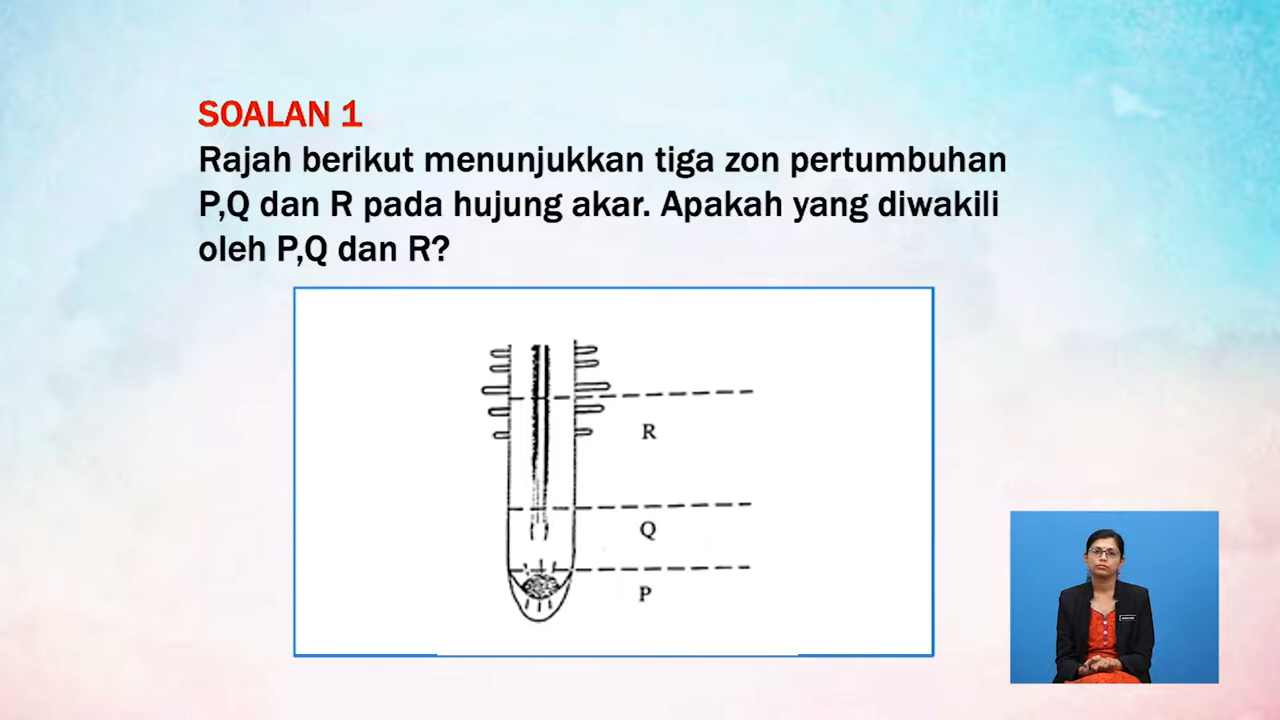 SOALAN 1
Rajah berikut menunjukkan tiga zon pertumbuhan
P,Q dan R pada hujung akar. Apakah yang diwakili
oleh P,Q dan R?
R
Q
P